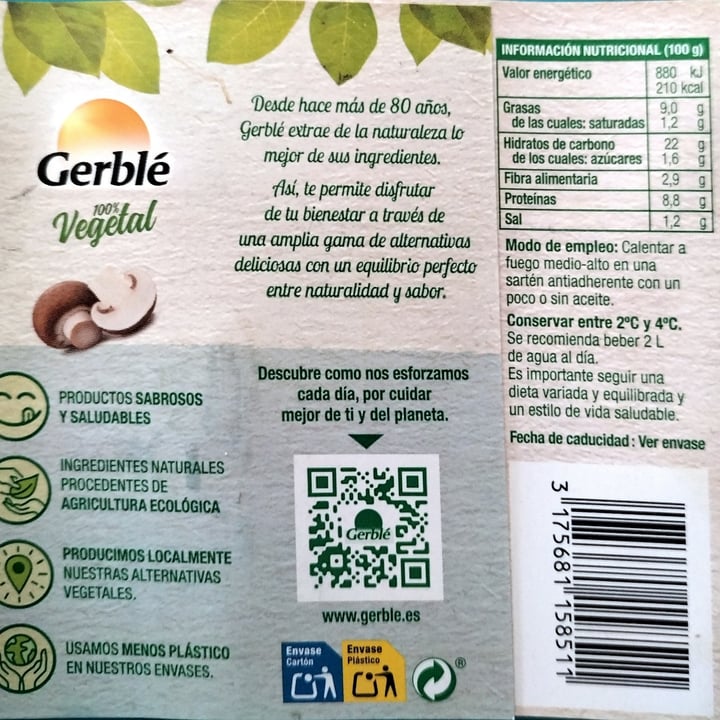 Gerblé
100%
Vegetal
PRODUCTOS SABROSOS
Y SALUDABLES
INGREDIENTES NATURALES
PROCEDENTES DE
AGRICULTURA ECOLÓGICA
PRODUCIMOS LOCALMENTE
NUESTRAS ALTERNATIVAS
VEGETALES.
USAMOS MENOS PLÁSTICO
EN NUESTROS ENVASES.
Desde hace más de 80 años,
Gerblé extrae de la naturaleza lo
mejor de sus ingredientes.
Así, te permite disfrutar
de tu bienestar a través de
una amplia gama de alternativas
deliciosas con un equilibrio perfecto
entre naturalidad y sabor.
Descubre como nos esforzamos
cada día, por cuidar
mejor de ti y del planeta.
Gerblé
www.gerble.es
Envase
Cartón
Envase
Plástico
®
INFORMACIÓN NUTRICIONAL (100 g)
Valor energético 880 kJ
210 kcal
Grasas 9,0 g
de las cuales: saturadas 1,2 g
Hidratos de carbono 22 g
de los cuales: azúcares 1,6 g
Fibra alimentaria 2,9 g
Proteínas 8,8 g
Sal 1,2 g
Modo de empleo: Calentar a
fuego medio-alto en una
sartén antiadherente con un
poco o sin aceite.
Conservar entre 2ºC y 4ºC.
Se recomienda beber 2 L
de agua al día.
Es importante seguir una
dieta variada y equilibrada y
un estilo de vida saludable.
Fecha de caducidad: Ver envase
3 175681 158511